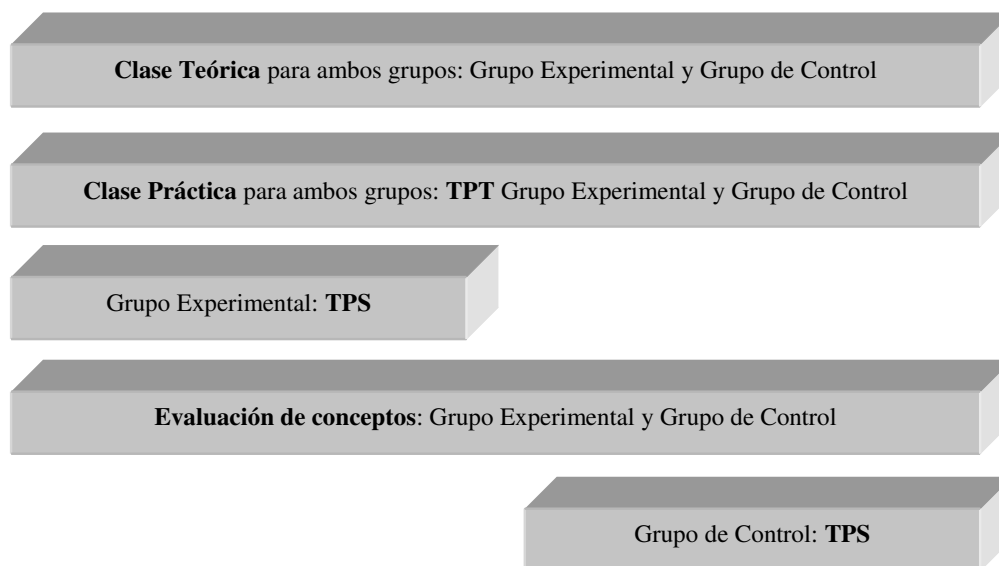 Clase Teórica para ambos grupos: Grupo Experimental y Grupo de Control
Clase Práctica para ambos grupos: TPT Grupo Experimental y Grupo de Control
Grupo Experimental: TPS
Evaluación de conceptos: Grupo Experimental y Grupo de Control
Grupo de Control: TPS